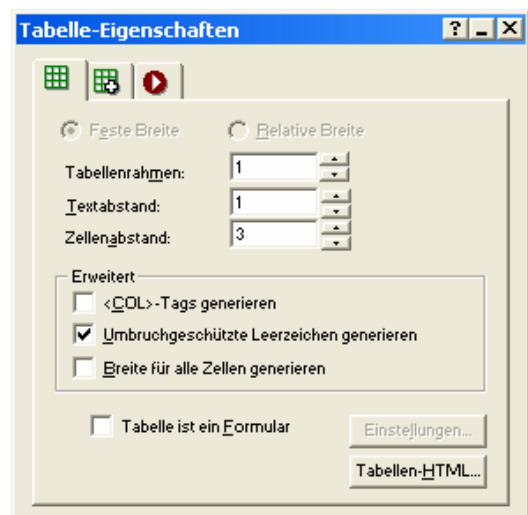 Tabelle-Eigenschaften
Feste Breite Relative Breite
Tabellenrahmen: 1
Textabstand: 1
Zellenabstand: 3
Erweitert
<COL>-Tags generieren
Umbruchgeschützte Leerzeichen generieren
Breite für alle Zellen generieren
Tabelle ist ein Formular Einstellungen...
Tabellen-HTML...